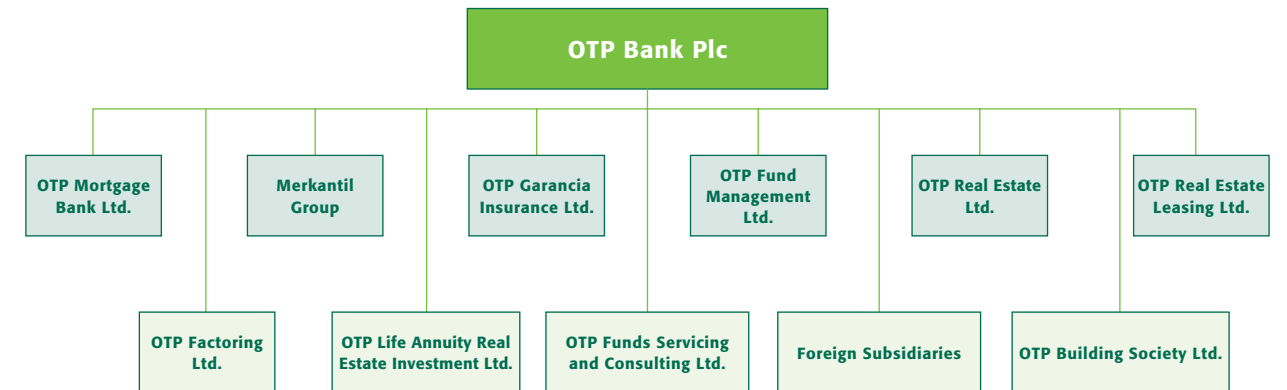 OTP Bank Plc
OTP Mortgage
Bank Ltd.
Merkantil
Group
OTP Garancia
Insurance Ltd.
OTP Fund
Management
Ltd.
OTP Real Estate
Ltd.
OTP Real Estate
Leasing Ltd.
OTP Factoring
Ltd.
OTP Life Annuity Real
Estate Investment Ltd.
OTP Funds Servicing
and Consulting Ltd.
Foreign Subsidiaries
OTP Building Society Ltd.